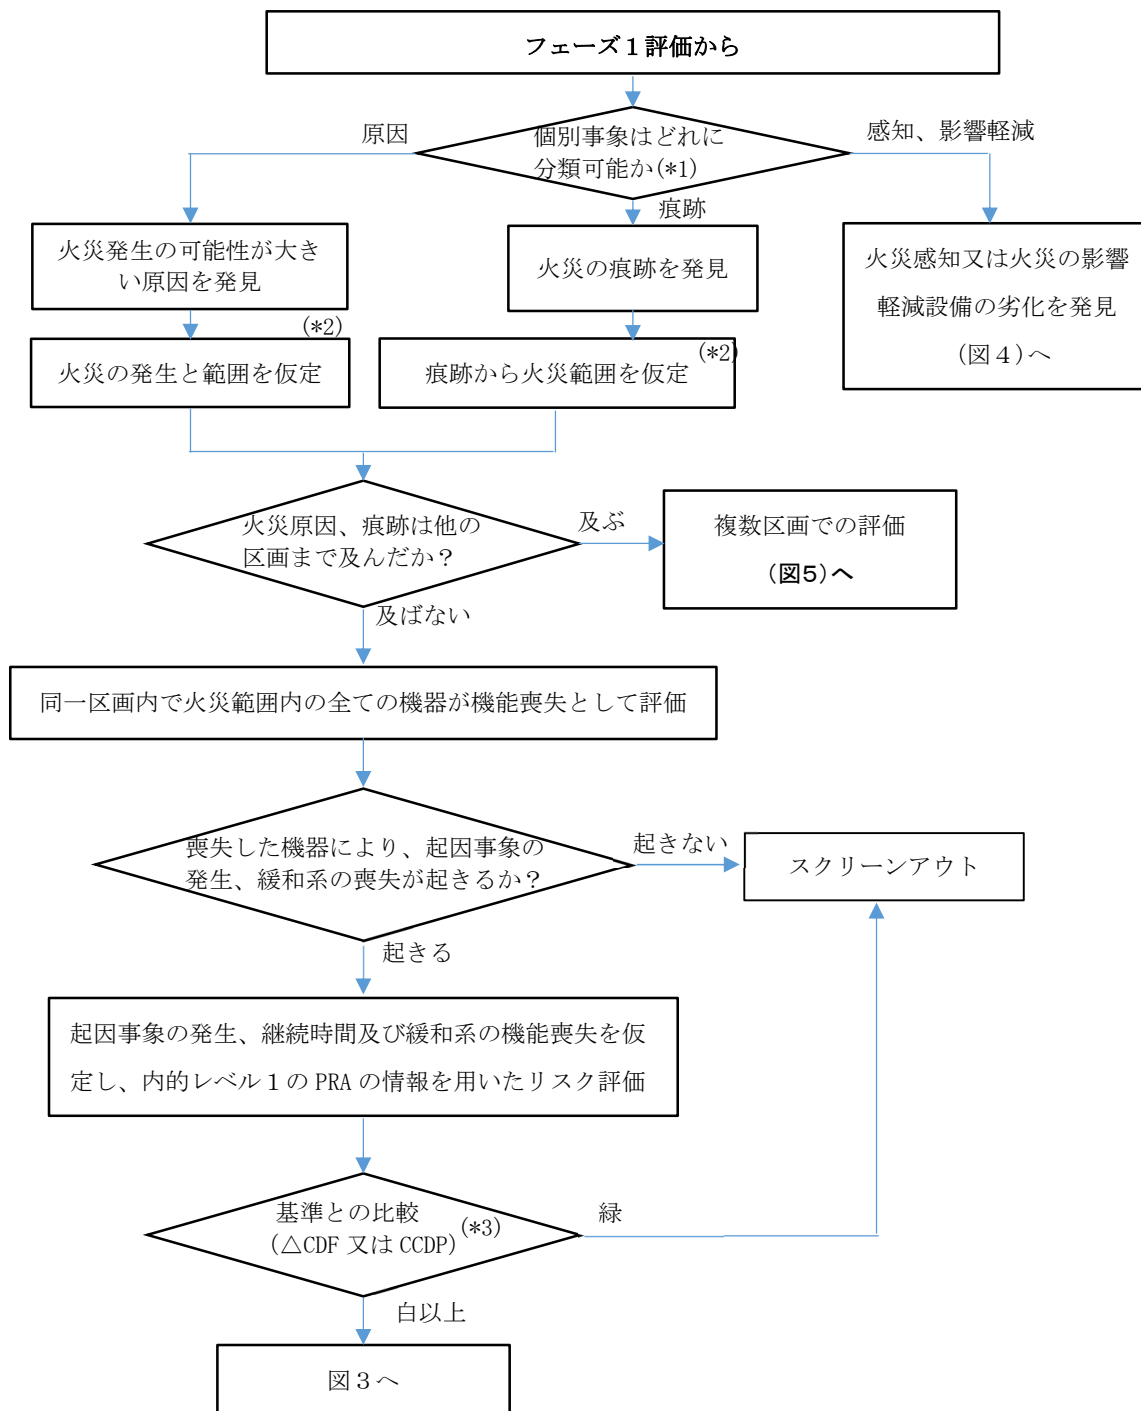 フェーズ１評価から
個別事象はどれに
分類可能か(*1)
原因
感知、影響軽減
痕跡
火災発生の可能性が大き
い原因を発見
火災の痕跡を発見
火災感知又は火災の影響
軽減設備の劣化を発見
(図４)へ
(*2)
火災の発生と範囲を仮定
(*2)
痕跡から火災範囲を仮定
火災原因、痕跡は他の
区画まで及んだか？
及ぶ
複数区画での評価
(図5)へ
及ばない
同一区画内で火災範囲内の全ての機器が機能喪失として評価
喪失した機器により、起因事象の
発生、緩和系の喪失が起きるか？
起きない
スクリーンアウト
起きる
起因事象の発生、継続時間及び緩和系の機能喪失を仮
定し、内的レベル１の PRA の情報を用いたリスク評価
基準との比較
(△CDF 又は CCDP)(*3)
緑
白以上
図３へ